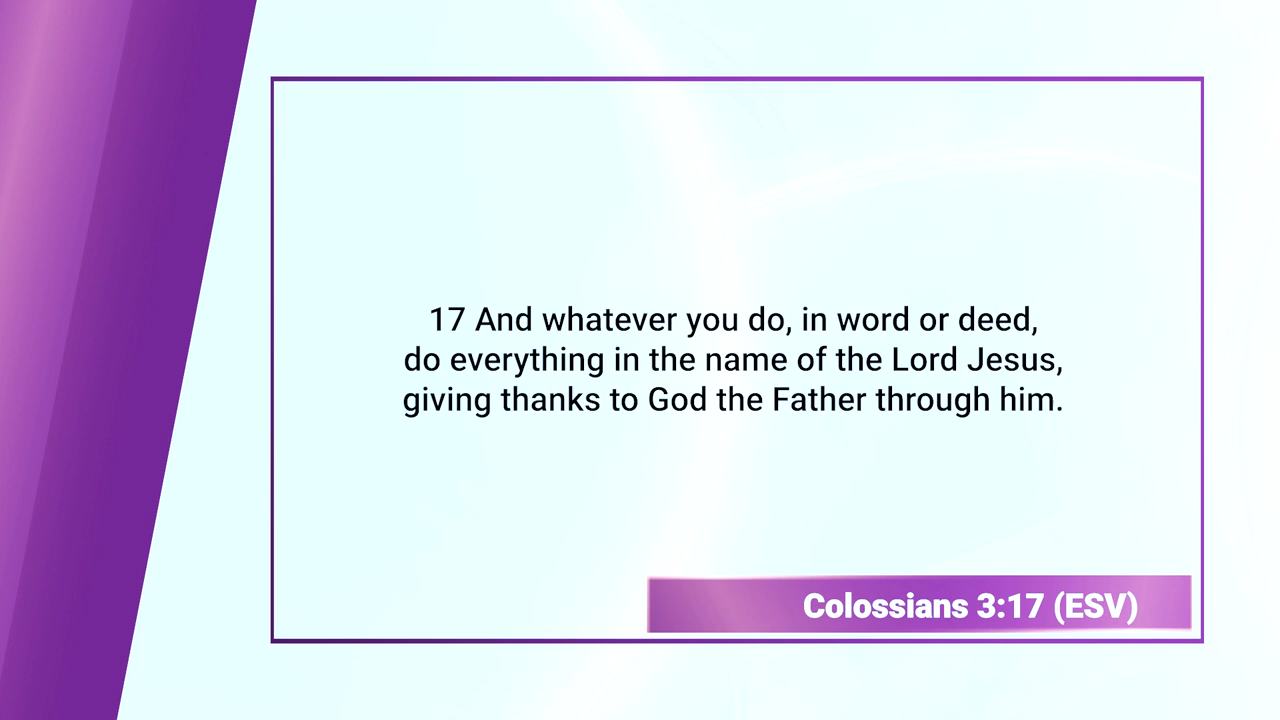 17 And whatever you do, in word or deed,
do everything in the name of the Lord Jesus,
giving thanks to God the Father through him.
Colossians 3:17 (ESV)